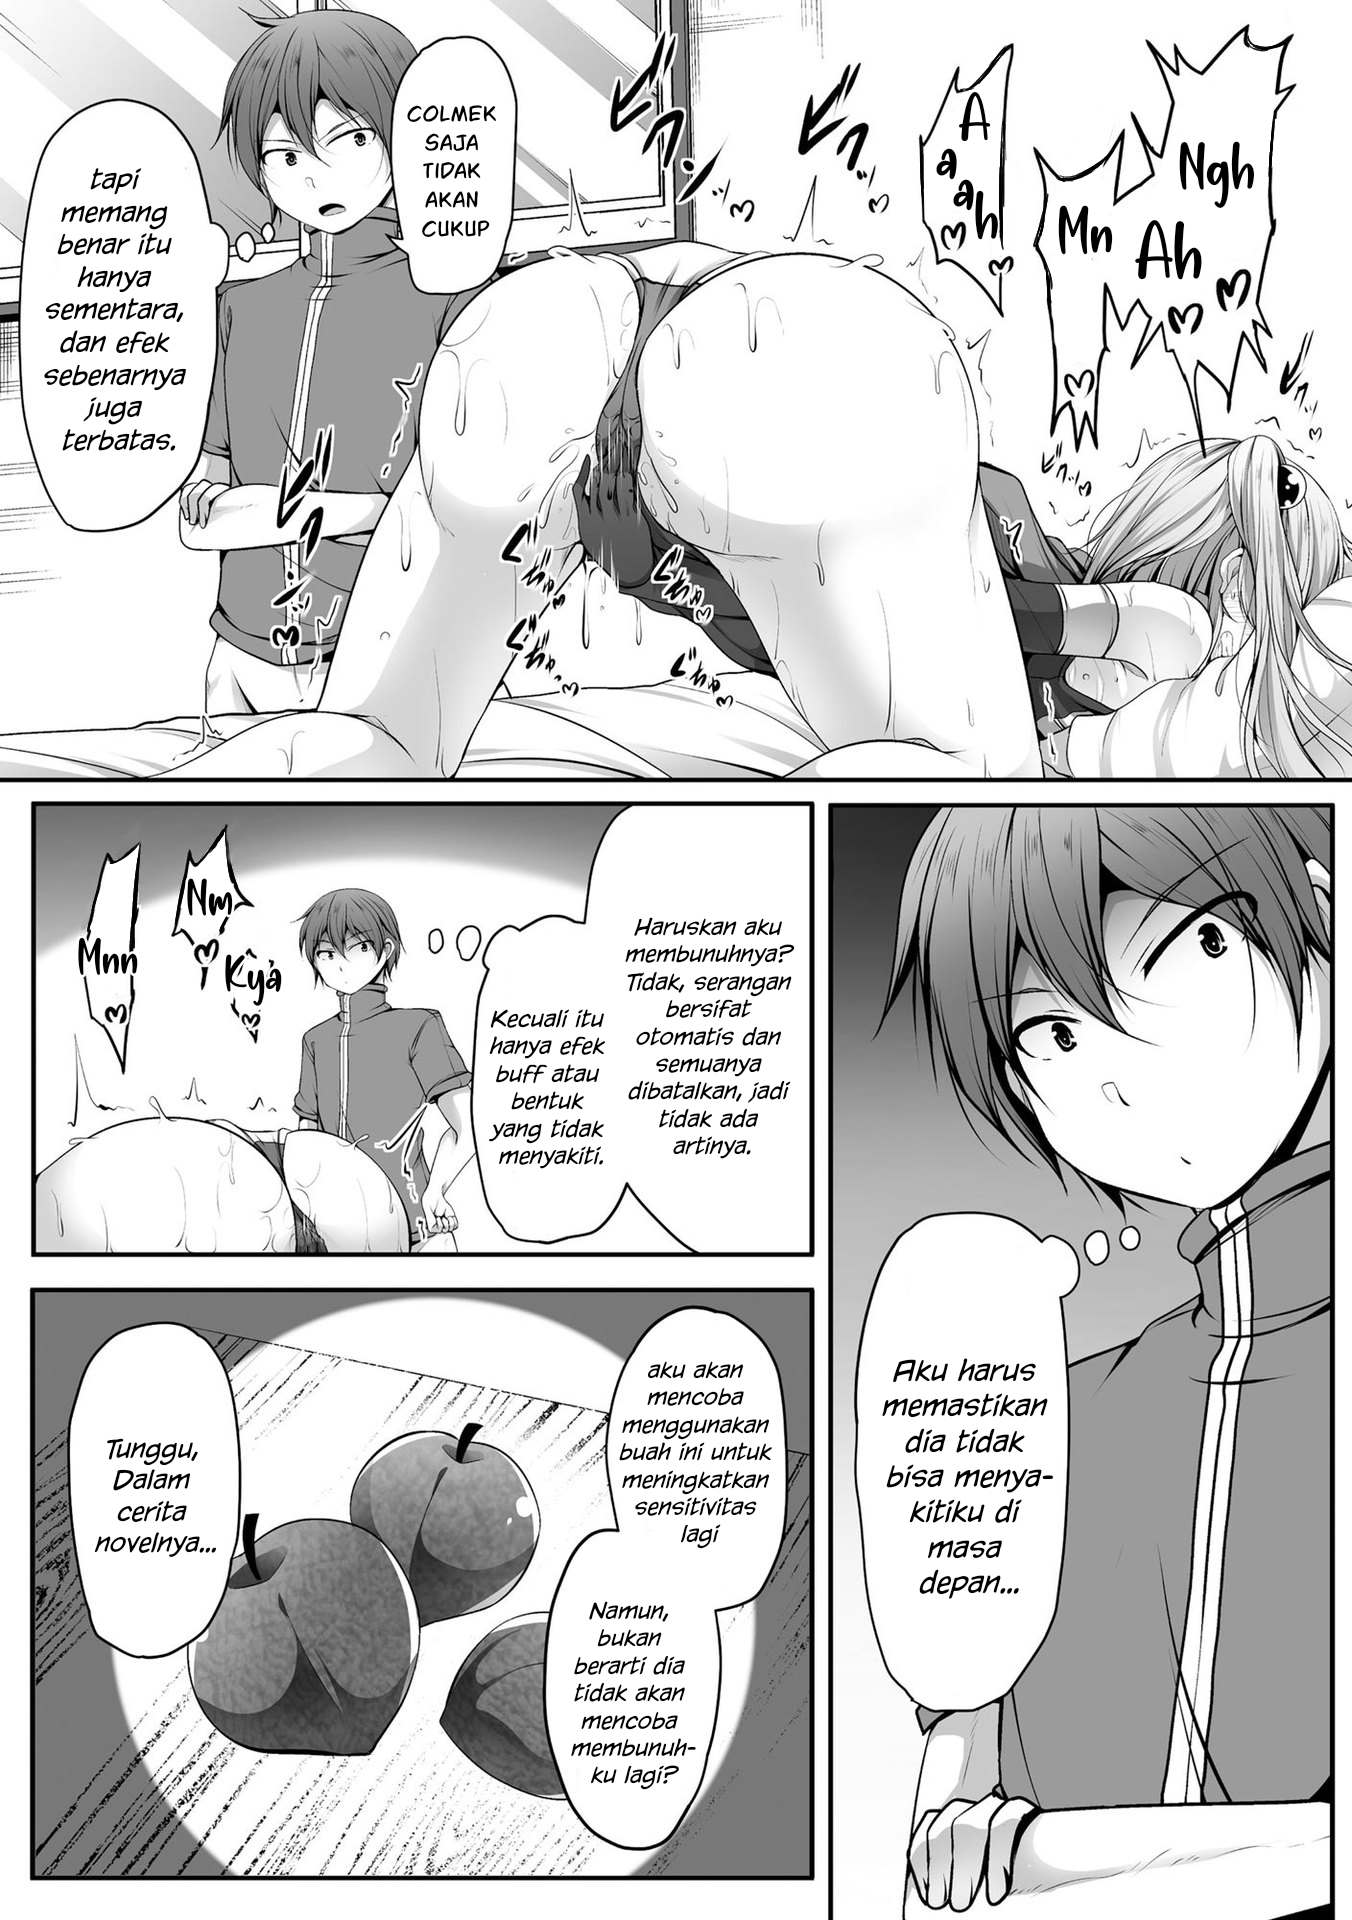 Ngh
Ah
Mn
A
a
aah
COLMEK
SAJA
TIDAK
AKAN
CUKUP
tapi
memang
benar itu
hanya
sementara,
dan efek
sebenarnya
juga
terbatas.
Aku harus
memastikan
dia tidak
bisa menya-
kitiku di
masa
depan...
Haruskan aku
membunuhnya?
Tidak, serangan
bersifat
otomatis dan
semuanya
dibatalkan, jadi
tidak ada
artinya.
Kecuali itu
hanya efek
buff atau
bentuk
yang tidak
menyakiti.
Kyả
Nm
Mnn
aku akan
mencoba
menggunakan
buah ini untuk
meningkatkan
sensitivitas
lagi
Namun,
bukan
berarti dia
tidak akan
mencoba
membunuh-
ku lagi?
Tunggu,
Dalam
cerita
novelnya...